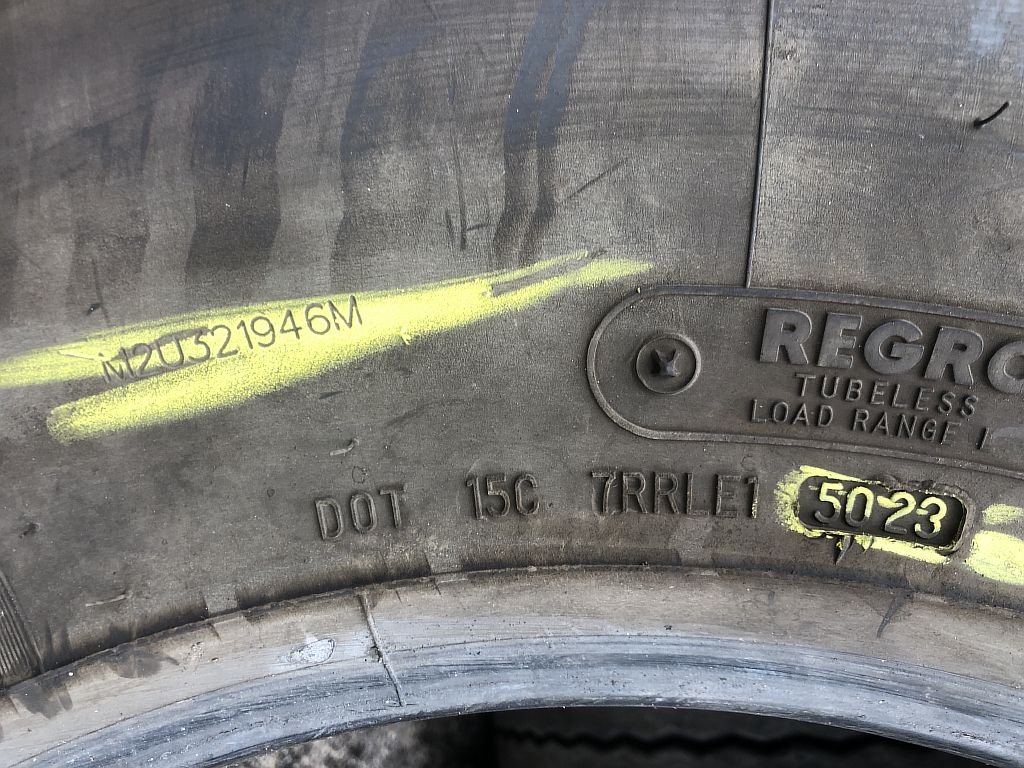 M2U321946M
REGRO
TUBELESS
LOAD RANGE I
DOT 15C 7RRLE1 5023